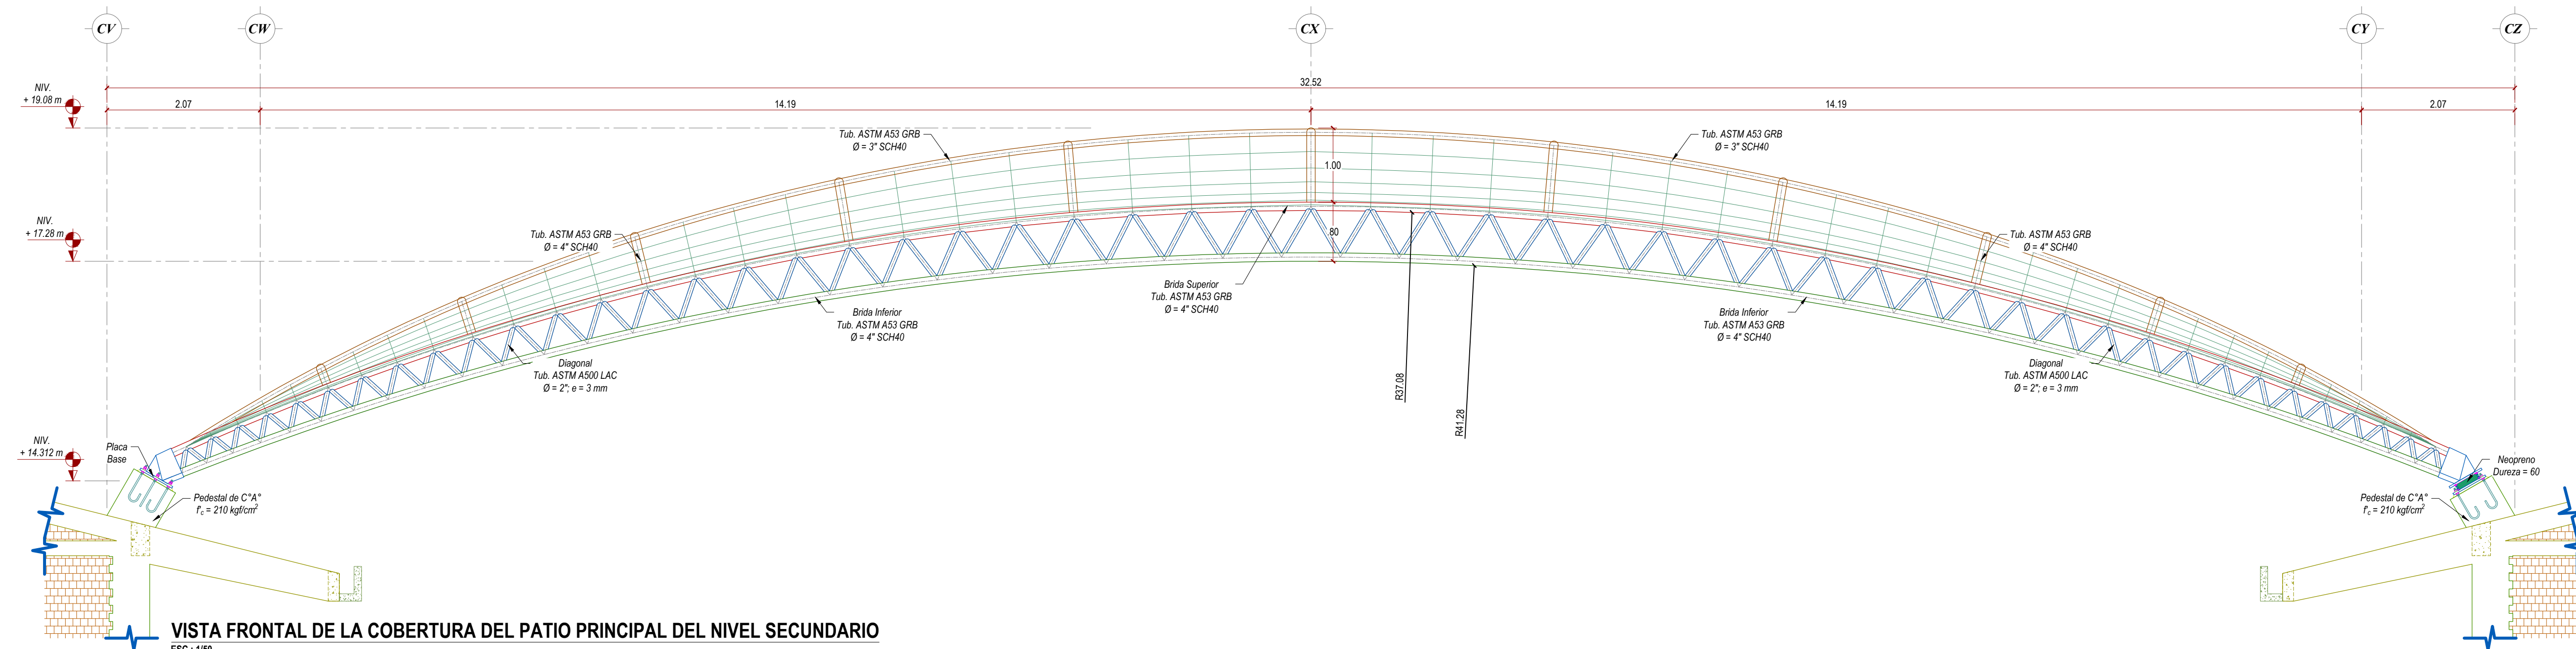 CV
CW
CX
CY
CZ
32.52
2.07
14.19
14.19
2.07
NIV.
+ 19.08 m
NIV.
+ 17.28 m
NIV.
+ 14.312 m
Tub. ASTM A53 GRB
Ø = 3" SCH40
Tub. ASTM A53 GRB
Ø = 3" SCH40
1.00
.80
Tub. ASTM A53 GRB
Ø = 4" SCH40
Tub. ASTM A53 GRB
Ø = 4" SCH40
Brida Superior
Tub. ASTM A53 GRB
Ø = 4" SCH40
Brida Inferior
Tub. ASTM A53 GRB
Ø = 4" SCH40
Brida Inferior
Tub. ASTM A53 GRB
Ø = 4" SCH40
Diagonal
Tub. ASTM A500 LAC
Ø = 2"; e = 3 mm
Diagonal
Tub. ASTM A500 LAC
Ø = 2"; e = 3 mm
R37.08
R41.28
Placa
Base
Pedestal de C°A°
f'c = 210 kgf/cm²
Neopreno
Dureza = 60
Pedestal de C°A°
f'c = 210 kgf/cm²
VISTA FRONTAL DE LA COBERTURA DEL PATIO PRINCIPAL DEL NIVEL SECUNDARIO
ESC : 1/50